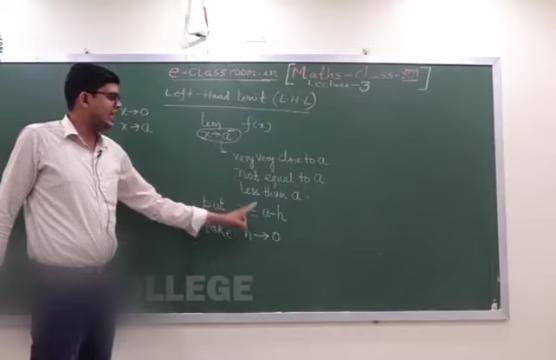 e-classroom-in [Maths-Class-XI]
Lecture-3
Left-Hand Limit (L.H.L)
x→0
x→a
lim f(x)
x→a⁻
very very close to a
not equal to a
less than a.
put = a-h
take h→0
COLLEGE